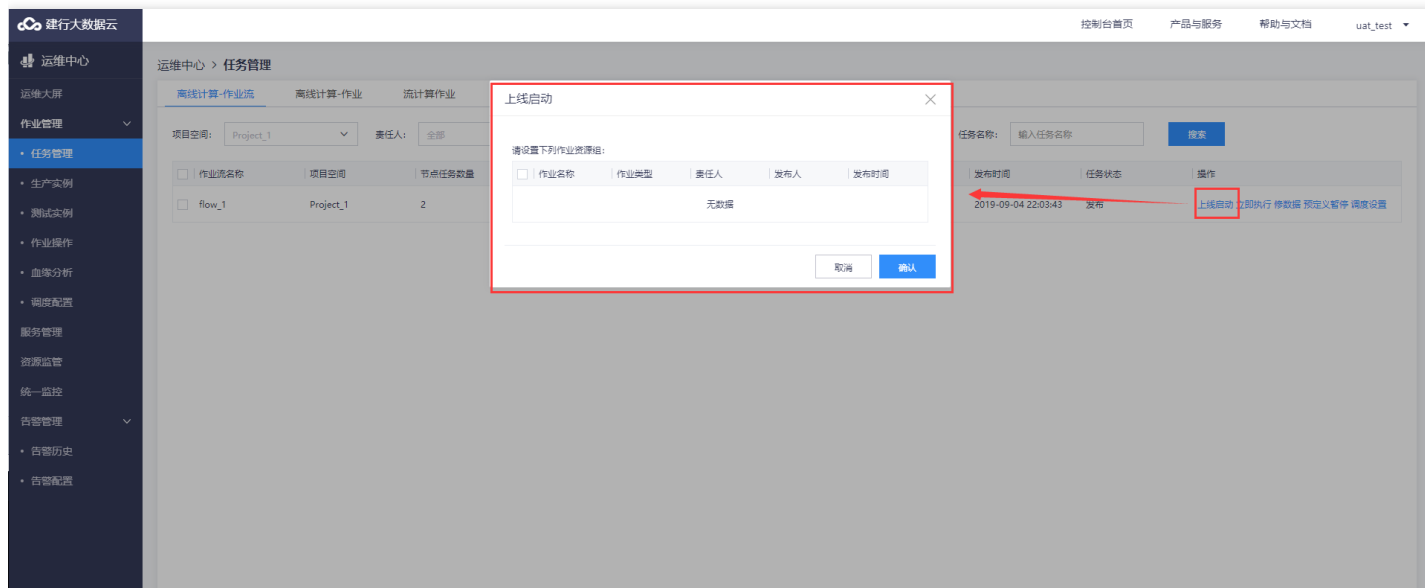 建行大数据云
控制台首页 产品与服务 帮助与文档 uat_test
运维中心
运维大屏
作业管理
• 任务管理
• 生产实例
• 测试实例
• 作业操作
• 血缘分析
• 调度配置
服务管理
资源监管
统一监控
告警管理
• 告警历史
• 告警配置
运维中心 > 任务管理
离线计算-作业流 离线计算-作业 流计算作业
项目空间: Project_1 责任人: 全部 任务名称: 输入任务名称 搜索
作业流名称 项目空间 节点任务数量 发布时间 任务状态 操作
flow_1 Project_1 2 2019-09-04 22:03:43 发布 上线启动 立即执行 修数据 预定义暂停 调度设置
上线启动
请设置下列作业资源组:
作业名称 作业类型 责任人 发布人 发布时间
无数据
取消 确认